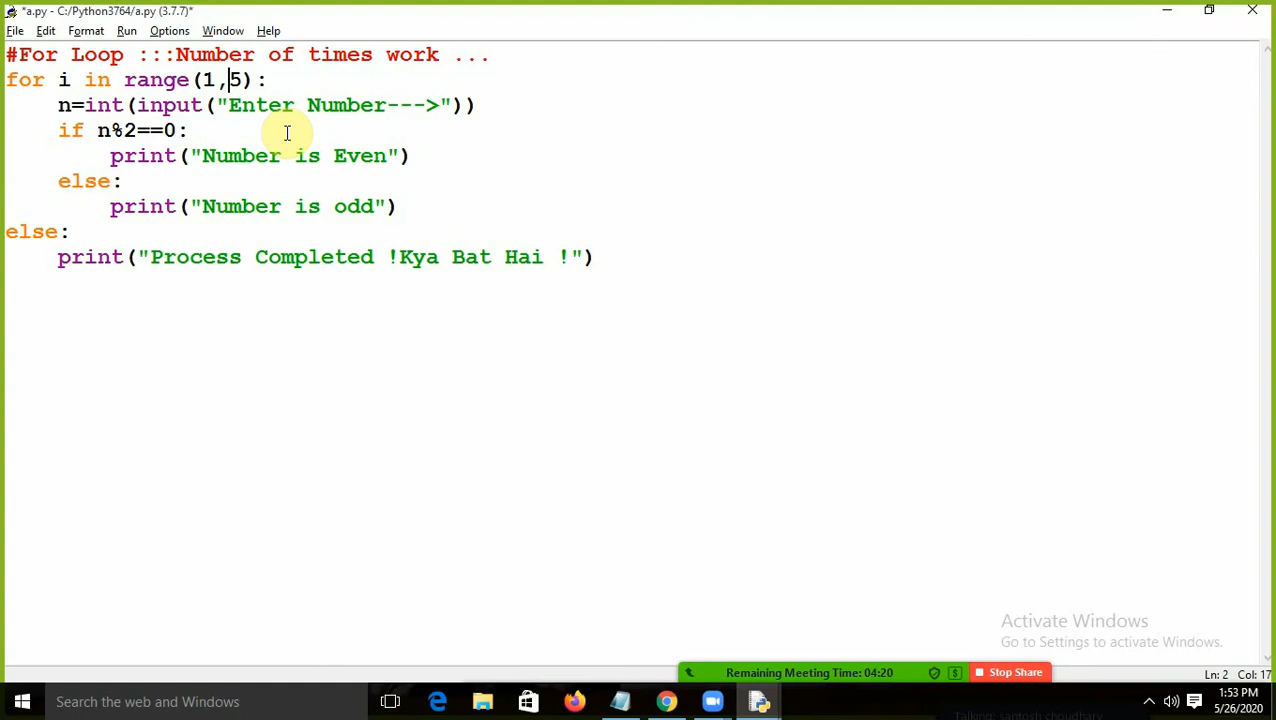 *a.py - C:/Python3764/a.py (3.7.7)*
File Edit Format Run Options Window Help
#For Loop :::Number of times work ...
for i in range(1,5):
    n=int(input("Enter Number--->"))
    if n%2==0:
        print("Number is Even")
    else:
        print("Number is odd")
else:
    print("Process Completed !Kya Bat Hai !")
Activate Windows
Go to Settings to activate Windows.
Remaining Meeting Time: 04:20 $ Stop Share
Ln: 2 Col: 17
Search the web and Windows
1:53 PM
5/26/2020
Talking: santosh choudhary